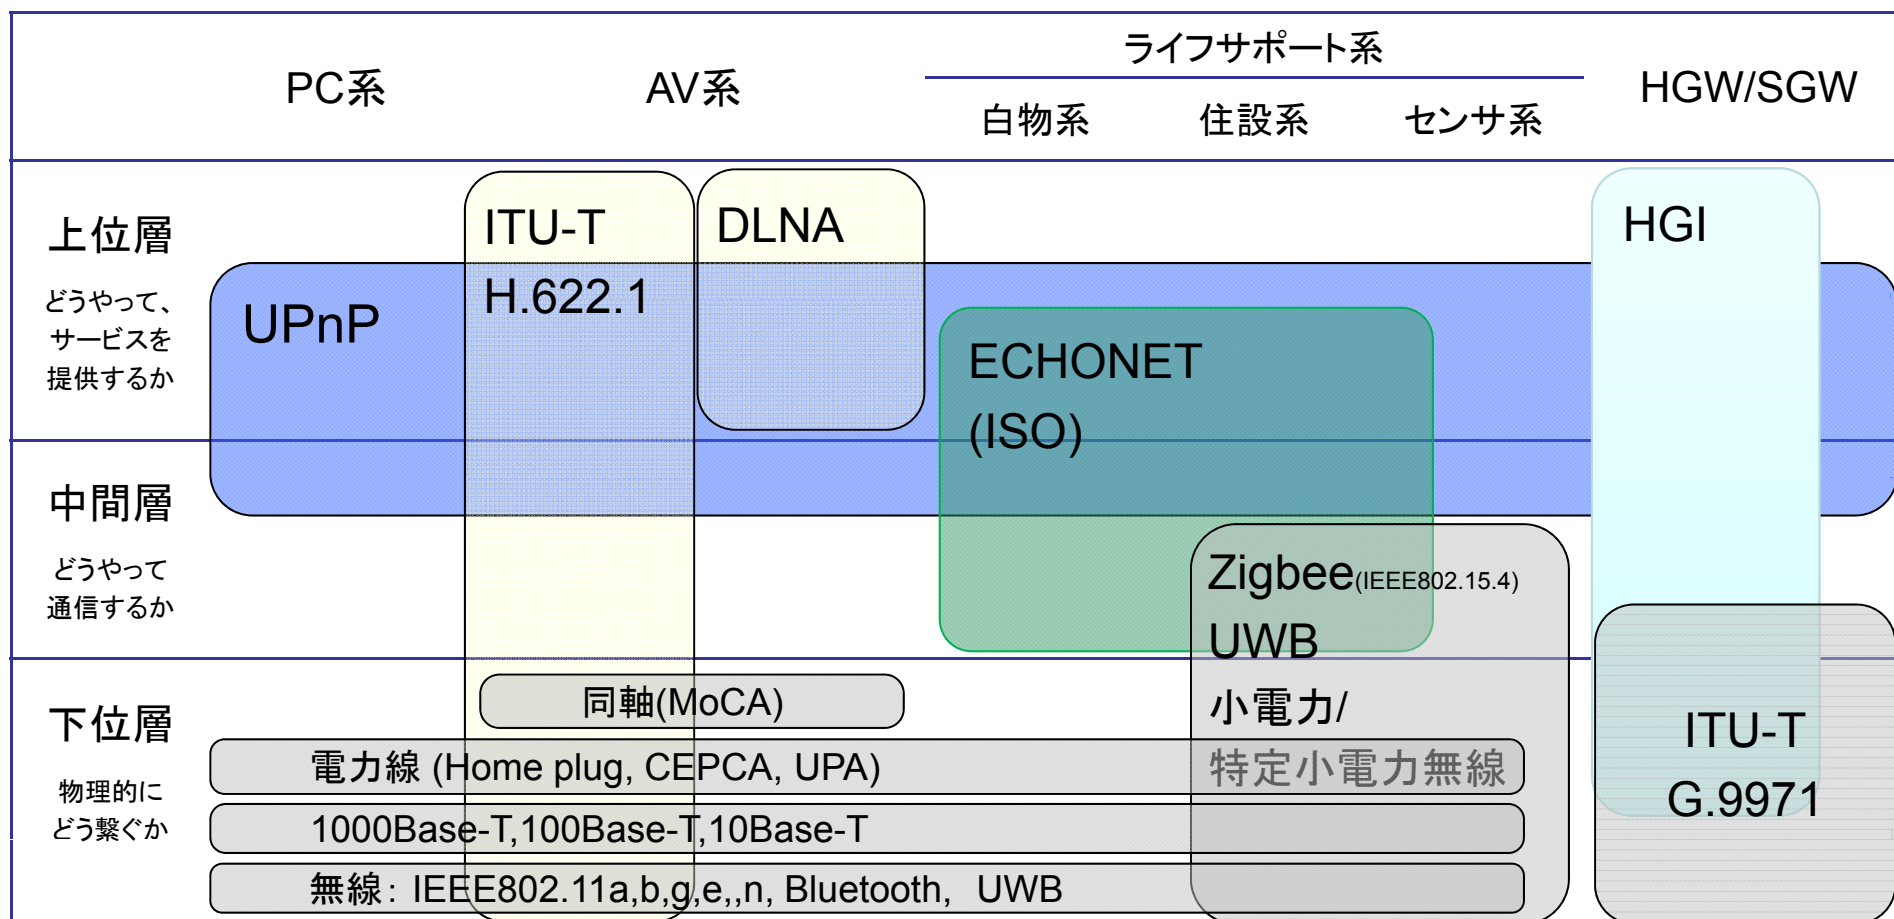 PC系
AV系
ライフサポート系
白物系
住設系
センサ系
HGW/SGW
上位層
どうやって、
サービスを
提供するか
UPnP
ITU-T
H.622.1
DLNA
ECHONET
(ISO)
HGI
中間層
どうやって
通信するか
Zigbee(IEEE802.15.4)
UWB
小電力/
特定小電力無線
下位層
物理的に
どう繋ぐか
同軸(MoCA)
電力線 (Home plug, CEPCA, UPA)
1000Base-T,100Base-T,10Base-T
無線： IEEE802.11a,b,g,e,,n, Bluetooth, UWB
ITU-T
G.9971